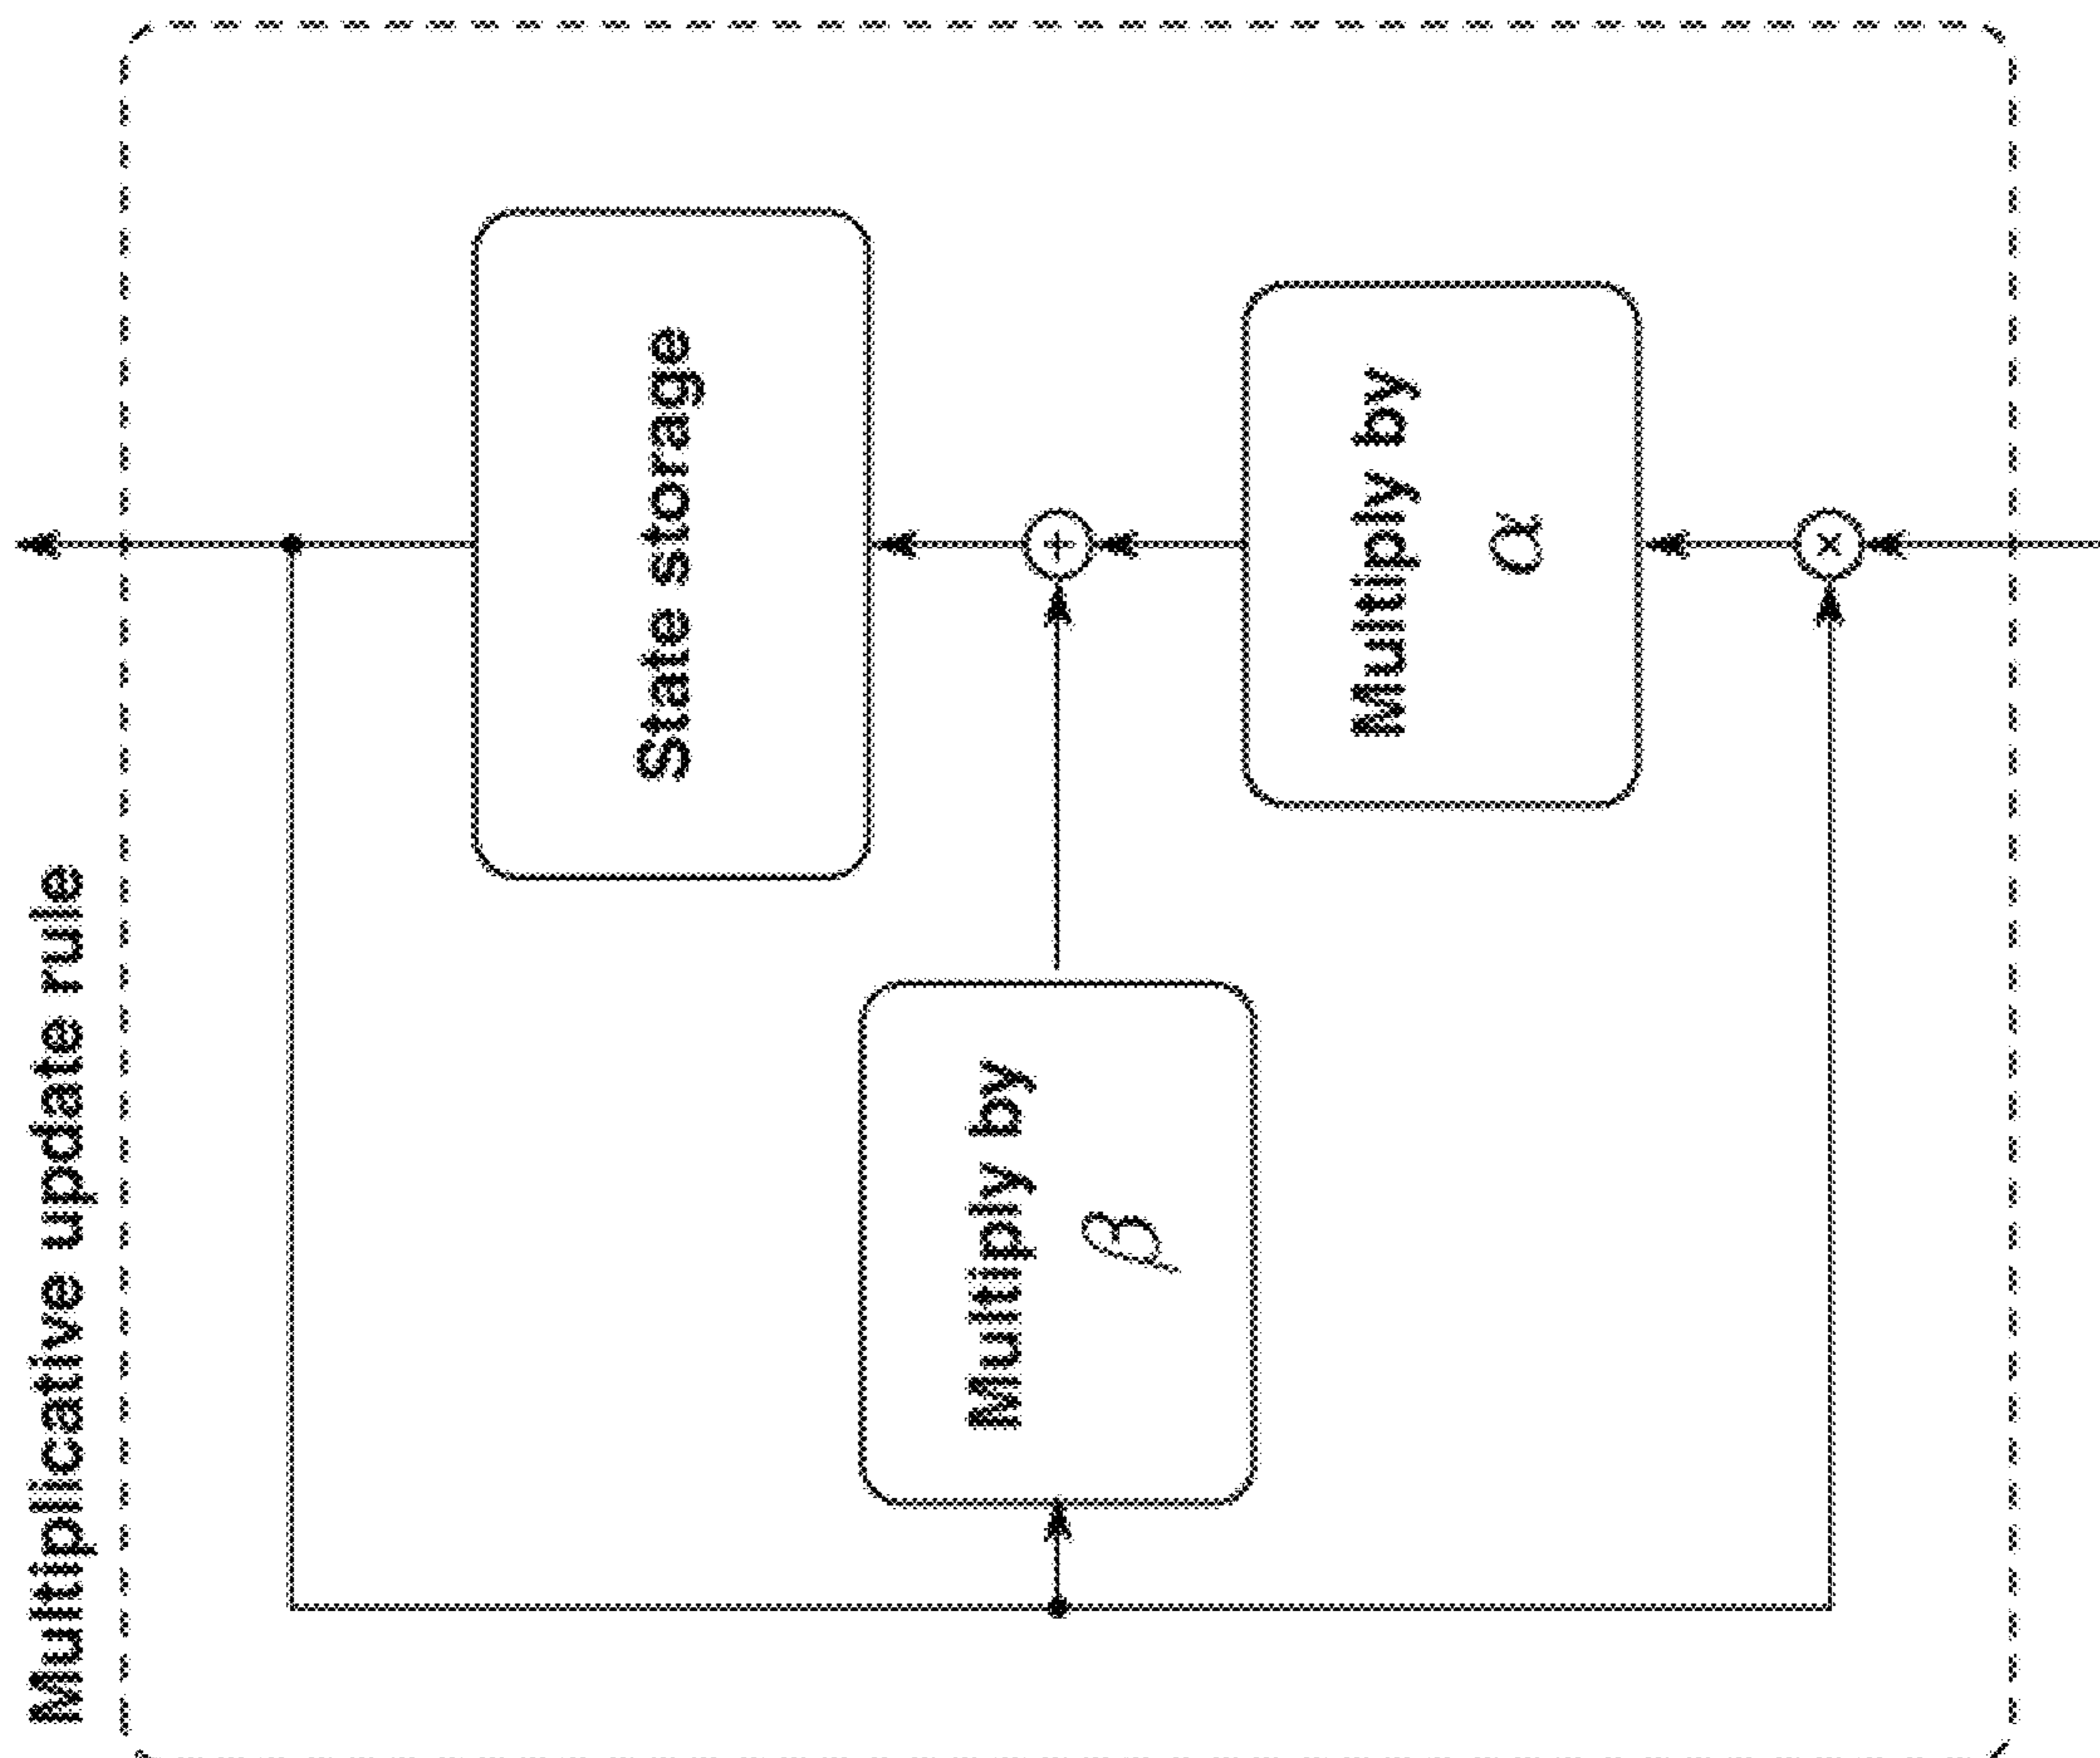 Multiplicative update rule
State storage
+
Multiply by
β
Multiply by
α
×